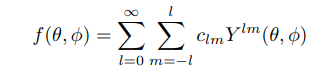 f(θ, ϕ) = ∑_{l=0}^{∞} ∑_{m=−l}^{l} c_{lm} Y^{lm}(θ, ϕ)